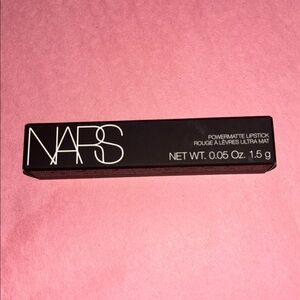 NARS
POWERMATTE LIPSTICK
ROUGE À LÈVRES ULTRA MAT
NET WT. 0.05 Oz. 1.5 g